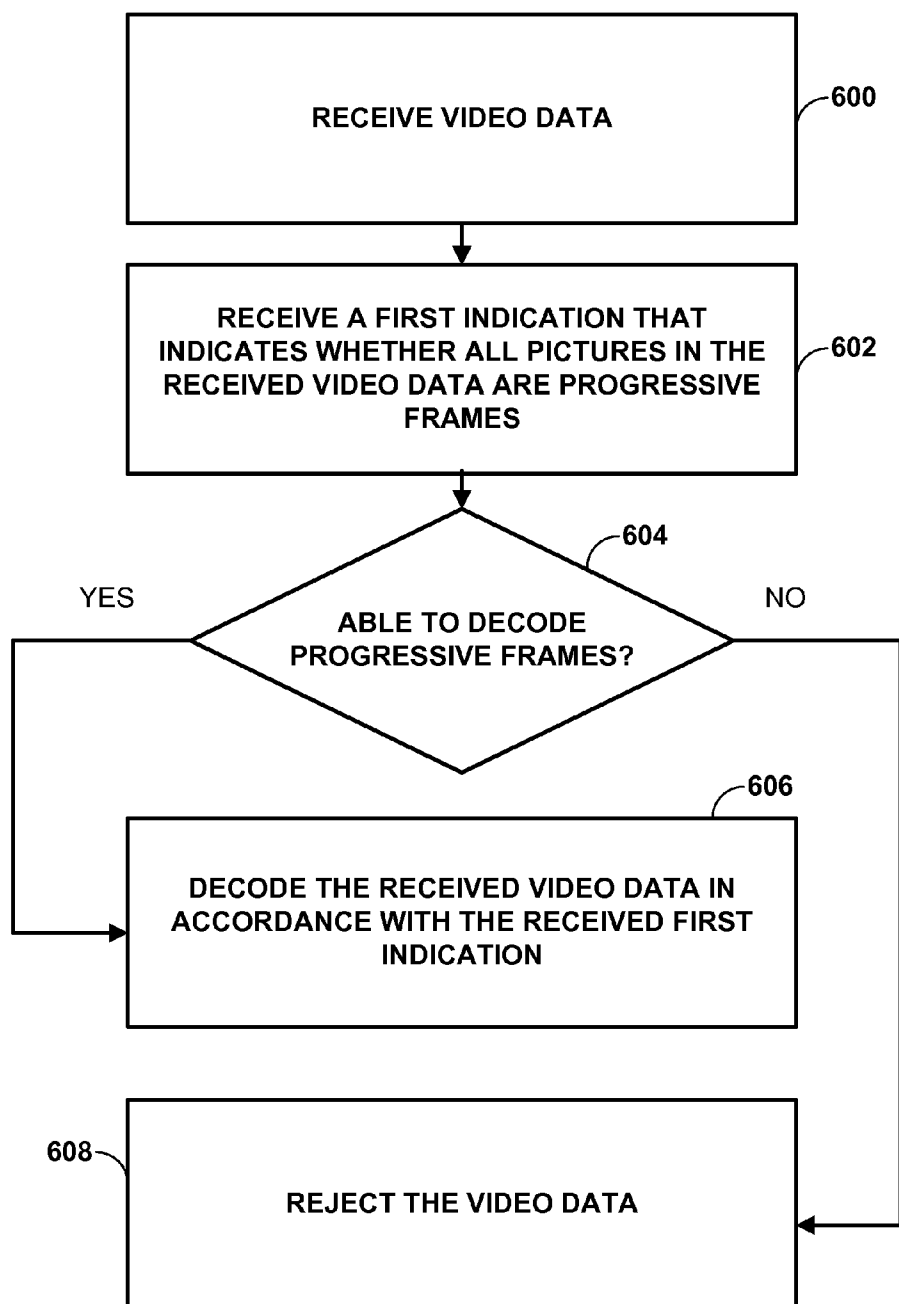 RECEIVE VIDEO DATA
600
RECEIVE A FIRST INDICATION THAT
INDICATES WHETHER ALL PICTURES IN THE
RECEIVED VIDEO DATA ARE PROGRESSIVE
FRAMES
602
604
YES
NO
ABLE TO DECODE
PROGRESSIVE FRAMES?
606
DECODE THE RECEIVED VIDEO DATA IN
ACCORDANCE WITH THE RECEIVED FIRST
INDICATION
608
REJECT THE VIDEO DATA